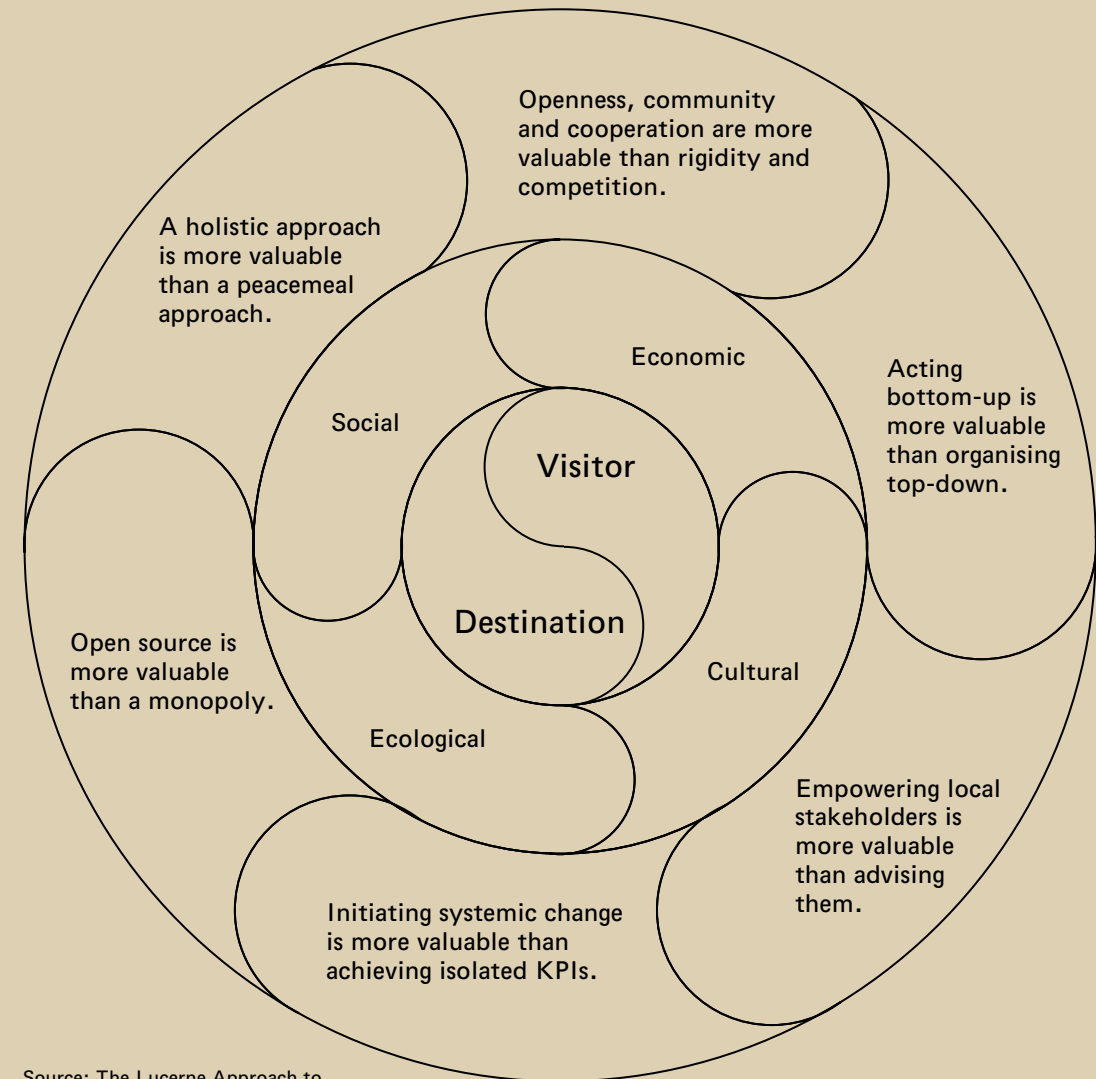 Openness, community
and cooperation are more
valuable than rigidity and
competition.
A holistic approach
is more valuable
than a peacemeal
approach.
Economic
Acting
bottom-up is
more valuable
than organising
top-down.
Social
Visitor
Destination
Open source is
more valuable
than a monopoly.
Cultural
Ecological
Empowering local
stakeholders is
more valuable
than advising
them.
Initiating systemic change
is more valuable than
achieving isolated KPIs.
Source: The Lucerne Approach to